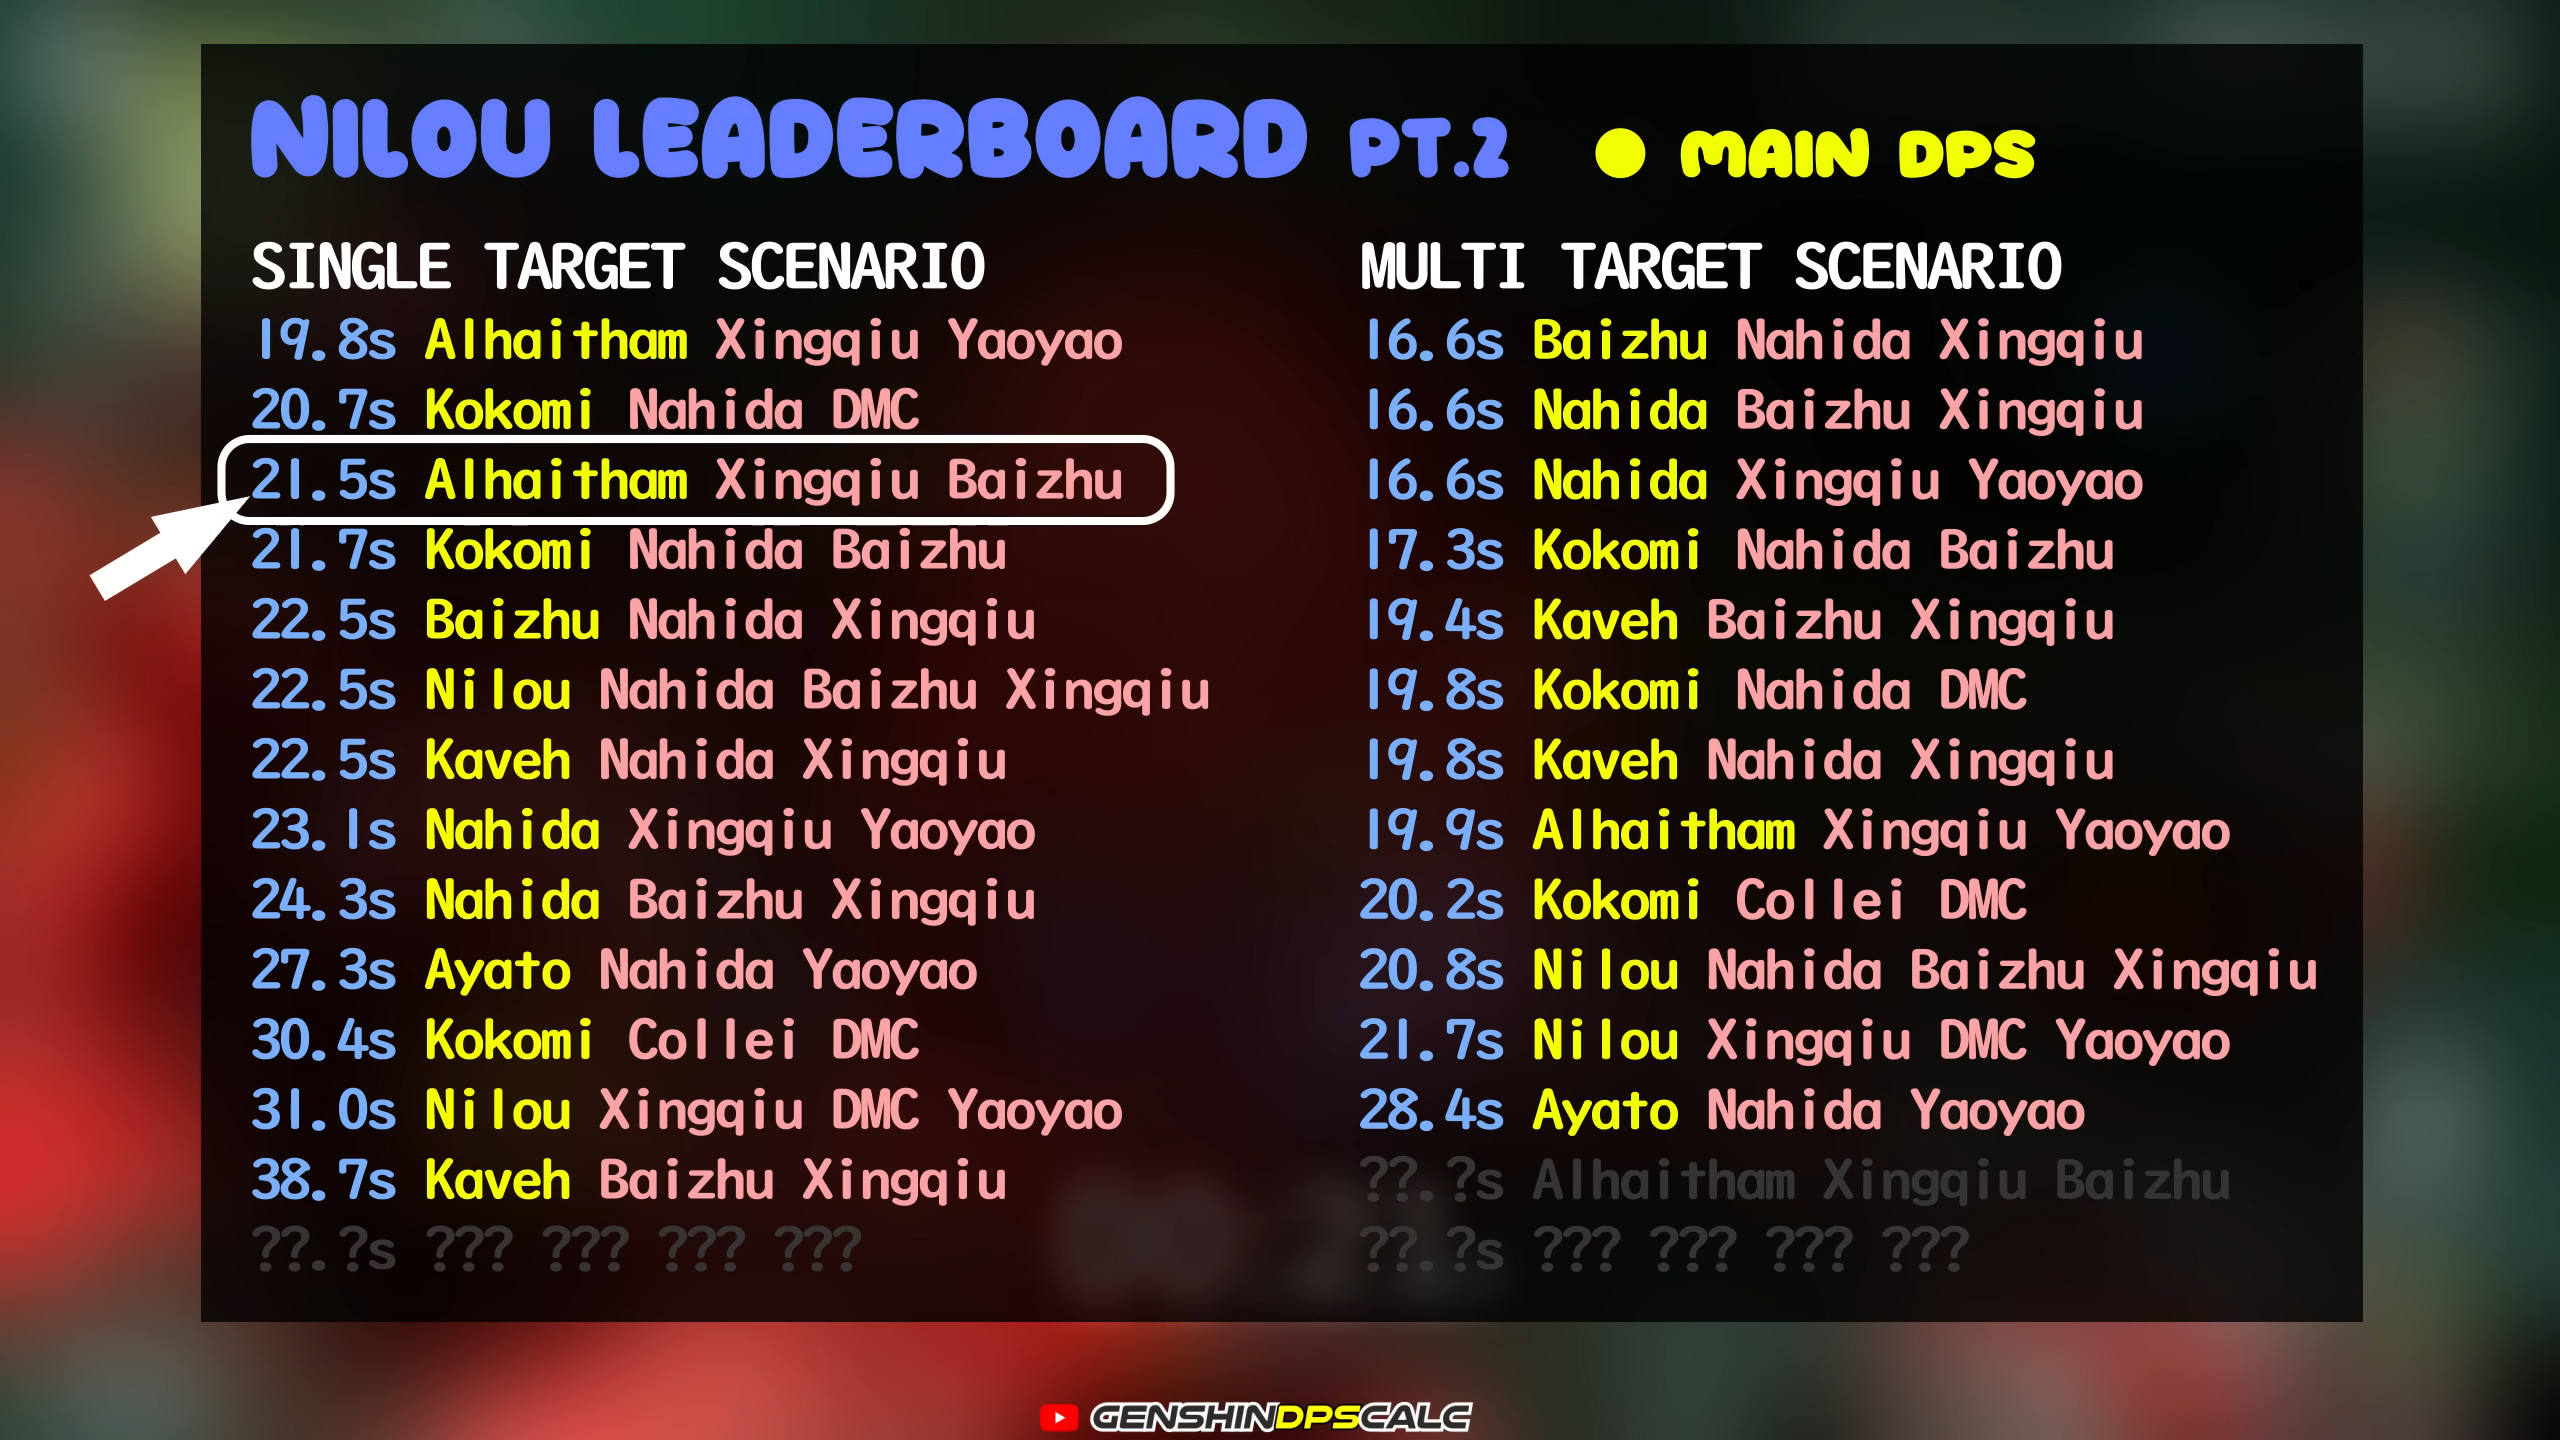 NILOU LEADERBOARD PT.2 ● MAIN DPS
SINGLE TARGET SCENARIO
19.8s Alhaitham Xingqiu Yaoyao
20.7s Kokomi Nahida DMC
21.5s Alhaitham Xingqiu Baizhu
21.7s Kokomi Nahida Baizhu
22.5s Baizhu Nahida Xingqiu
22.5s Nilou Nahida Baizhu Xingqiu
22.5s Kaveh Nahida Xingqiu
23.1s Nahida Xingqiu Yaoyao
24.3s Nahida Baizhu Xingqiu
27.3s Ayato Nahida Yaoyao
30.4s Kokomi Collei DMC
31.0s Nilou Xingqiu DMC Yaoyao
38.7s Kaveh Baizhu Xingqiu
??.?s ??? ??? ??? ???
MULTI TARGET SCENARIO
16.6s Baizhu Nahida Xingqiu
16.6s Nahida Baizhu Xingqiu
16.6s Nahida Xingqiu Yaoyao
17.3s Kokomi Nahida Baizhu
19.4s Kaveh Baizhu Xingqiu
19.8s Kokomi Nahida DMC
19.8s Kaveh Nahida Xingqiu
19.9s Alhaitham Xingqiu Yaoyao
20.2s Kokomi Collei DMC
20.8s Nilou Nahida Baizhu Xingqiu
21.7s Nilou Xingqiu DMC Yaoyao
28.4s Ayato Nahida Yaoyao
??.?s Alhaitham Xingqiu Baizhu
??.?s ??? ??? ??? ???
GENSHINDPSCALC